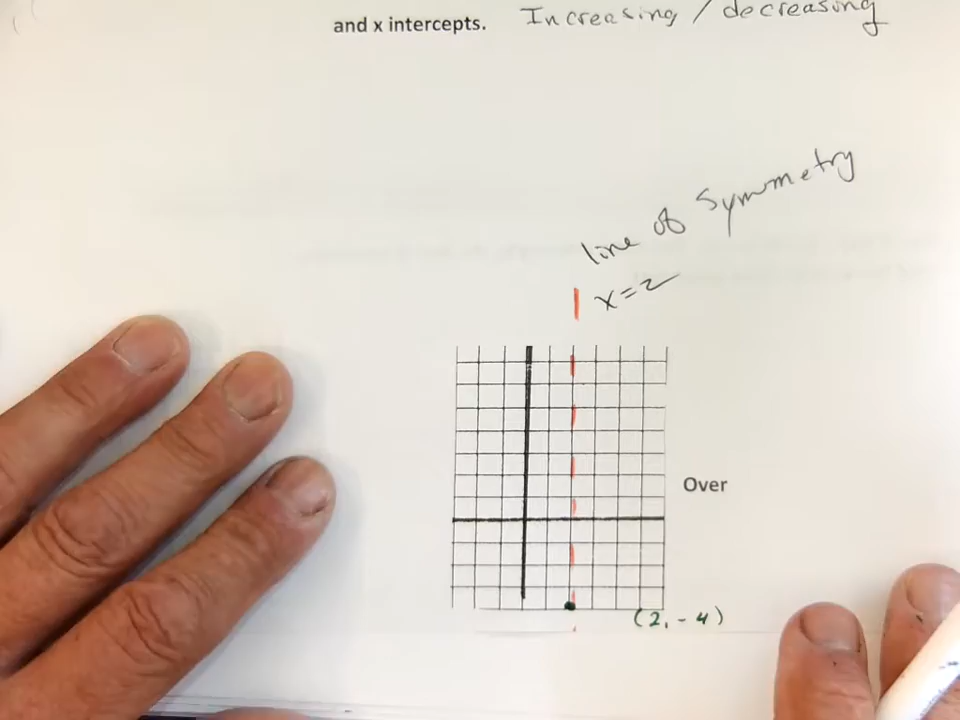 and x intercepts. Increasing / decreasing
line of symmetry
x=2
Over
(2, -4)